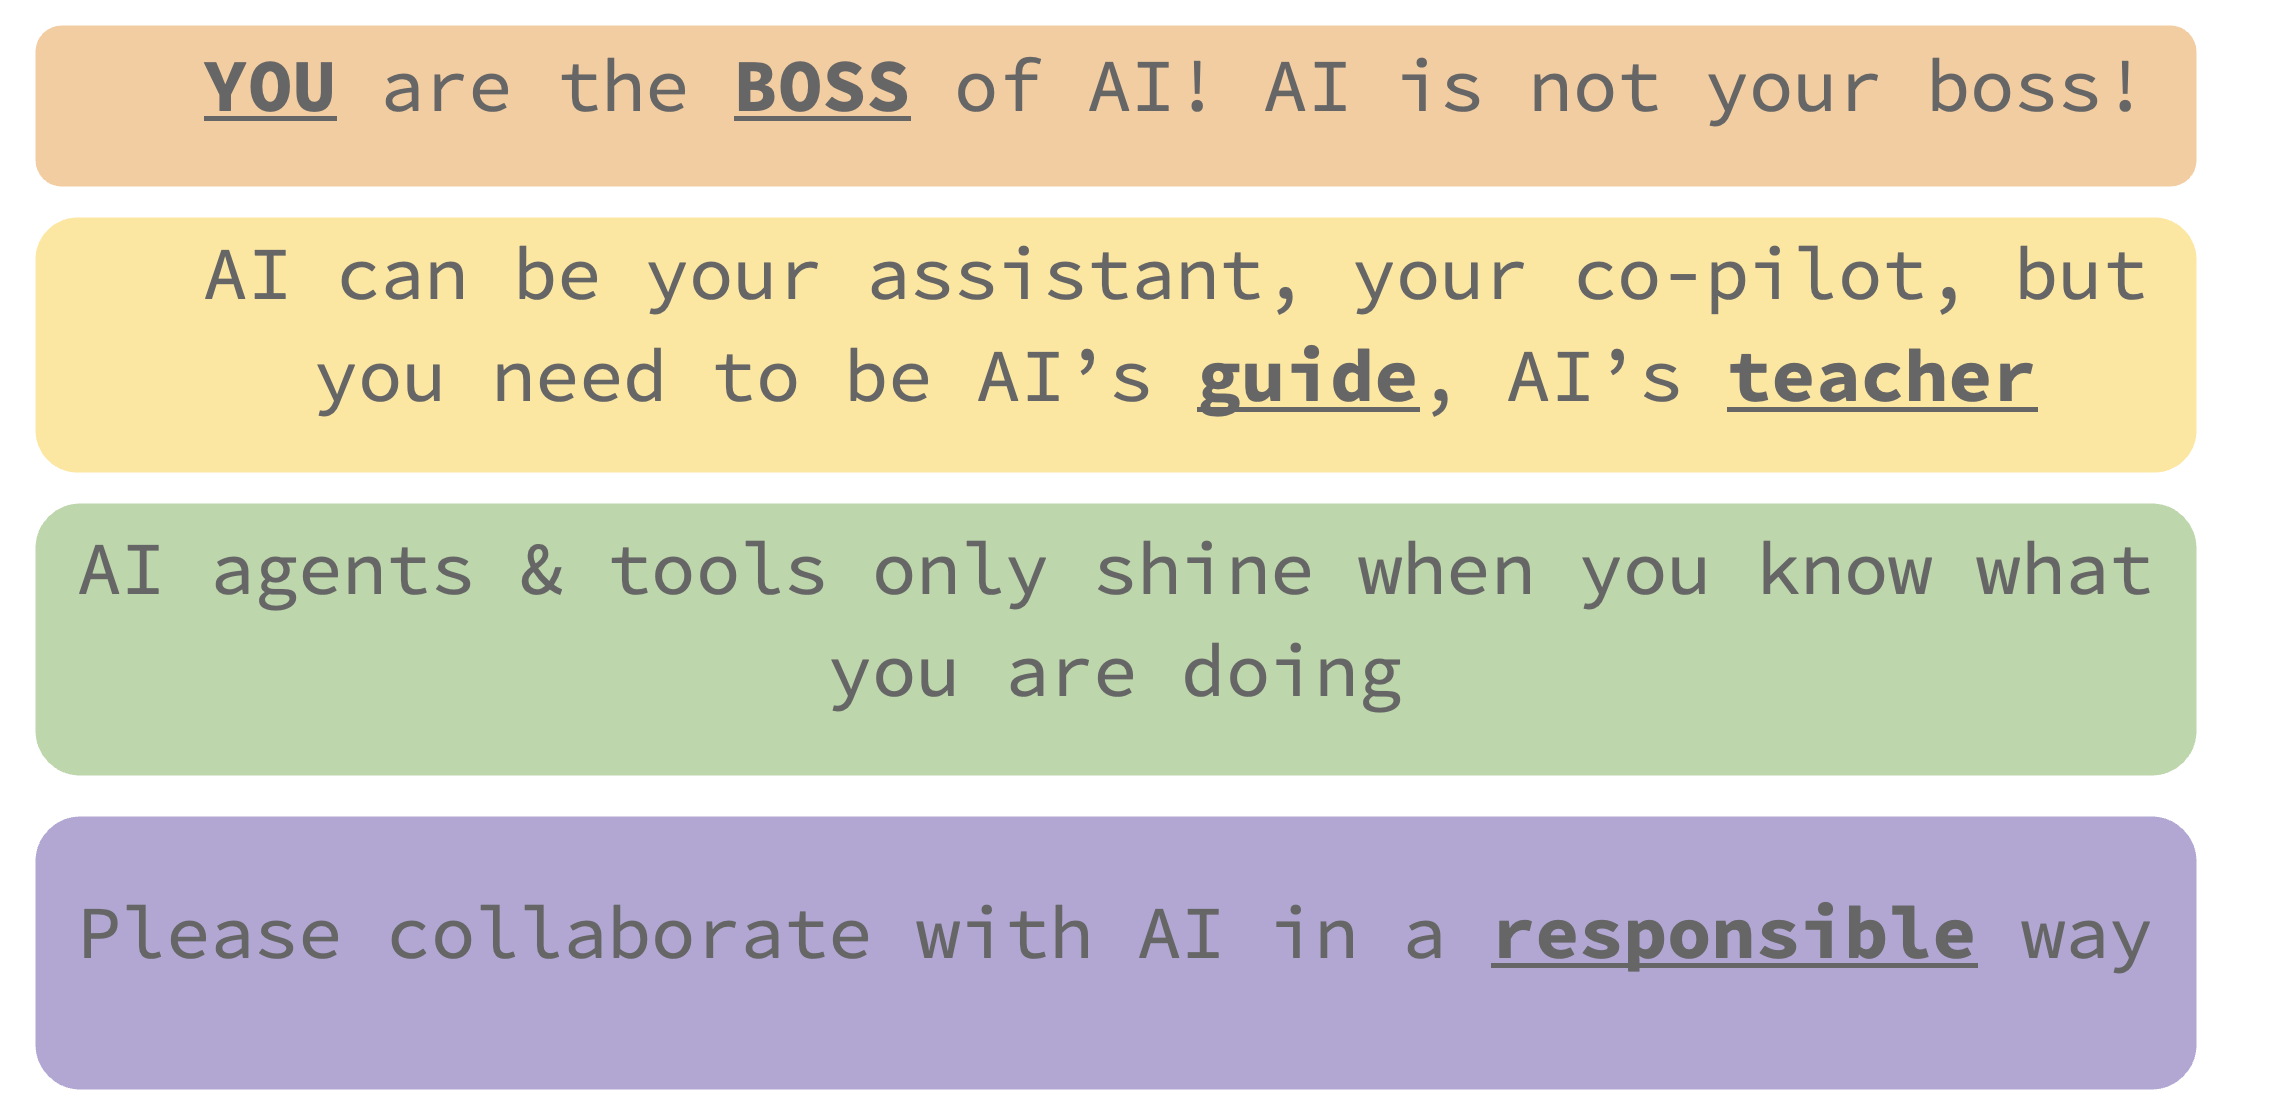 YOU are the BOSS of AI! AI is not your boss!
AI can be your assistant, your co-pilot, but
you need to be AI’s guide, AI’s teacher
AI agents & tools only shine when you know what
you are doing
Please collaborate with AI in a responsible way